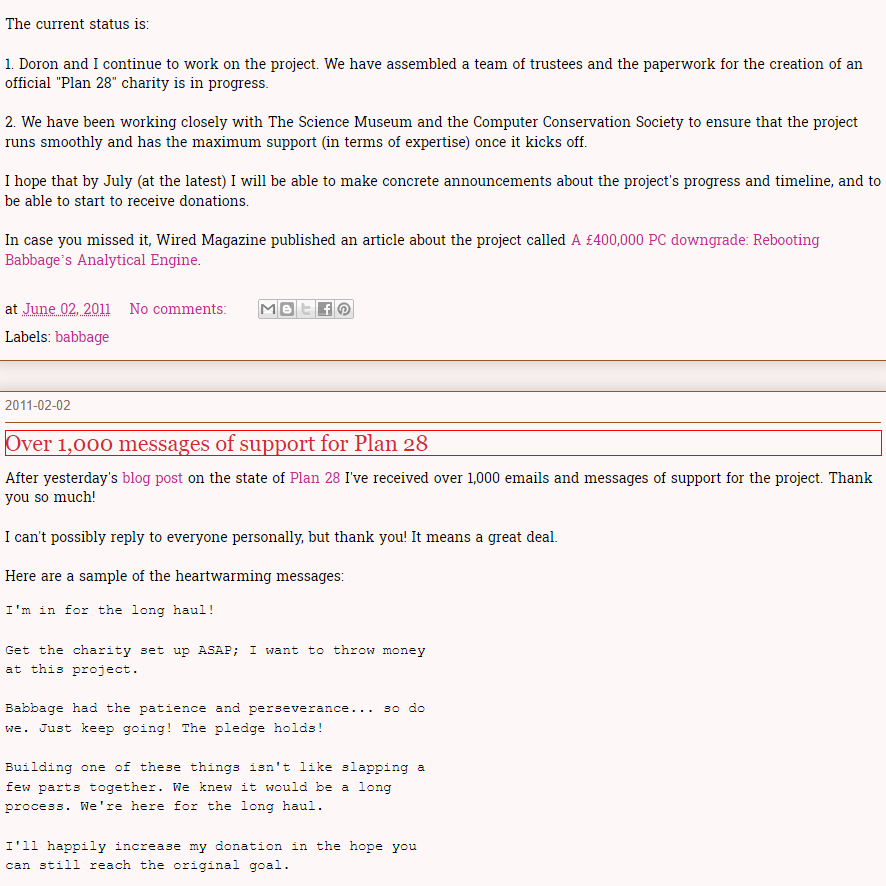 The current status is:
1. Doron and I continue to work on the project. We have assembled a team of trustees and the paperwork for the creation of an
official "Plan 28" charity is in progress.
2. We have been working closely with The Science Museum and the Computer Conservation Society to ensure that the project
runs smoothly and has the maximum support (in terms of expertise) once it kicks off.
I hope that by July (at the latest) I will be able to make concrete announcements about the project's progress and timeline, and to
be able to start to receive donations.
In case you missed it, Wired Magazine published an article about the project called A £400,000 PC downgrade: Rebooting
Babbage's Analytical Engine.
at June 02, 2011 No comments:
Labels: babbage
2011-02-02
Over 1,000 messages of support for Plan 28
After yesterday's blog post on the state of Plan 28 I've received over 1,000 emails and messages of support for the project. Thank
you so much!
I can't possibly reply to everyone personally, but thank you! It means a great deal.
Here are a sample of the heartwarming messages:
I'm in for the long haul!
Get the charity set up ASAP; I want to throw money
at this project.
Babbage had the patience and perseverance... so do
we. Just keep going! The pledge holds!
Building one of these things isn't like slapping a
few parts together. We knew it would be a long
process. We're here for the long haul.
I'll happily increase my donation in the hope you
can still reach the original goal.